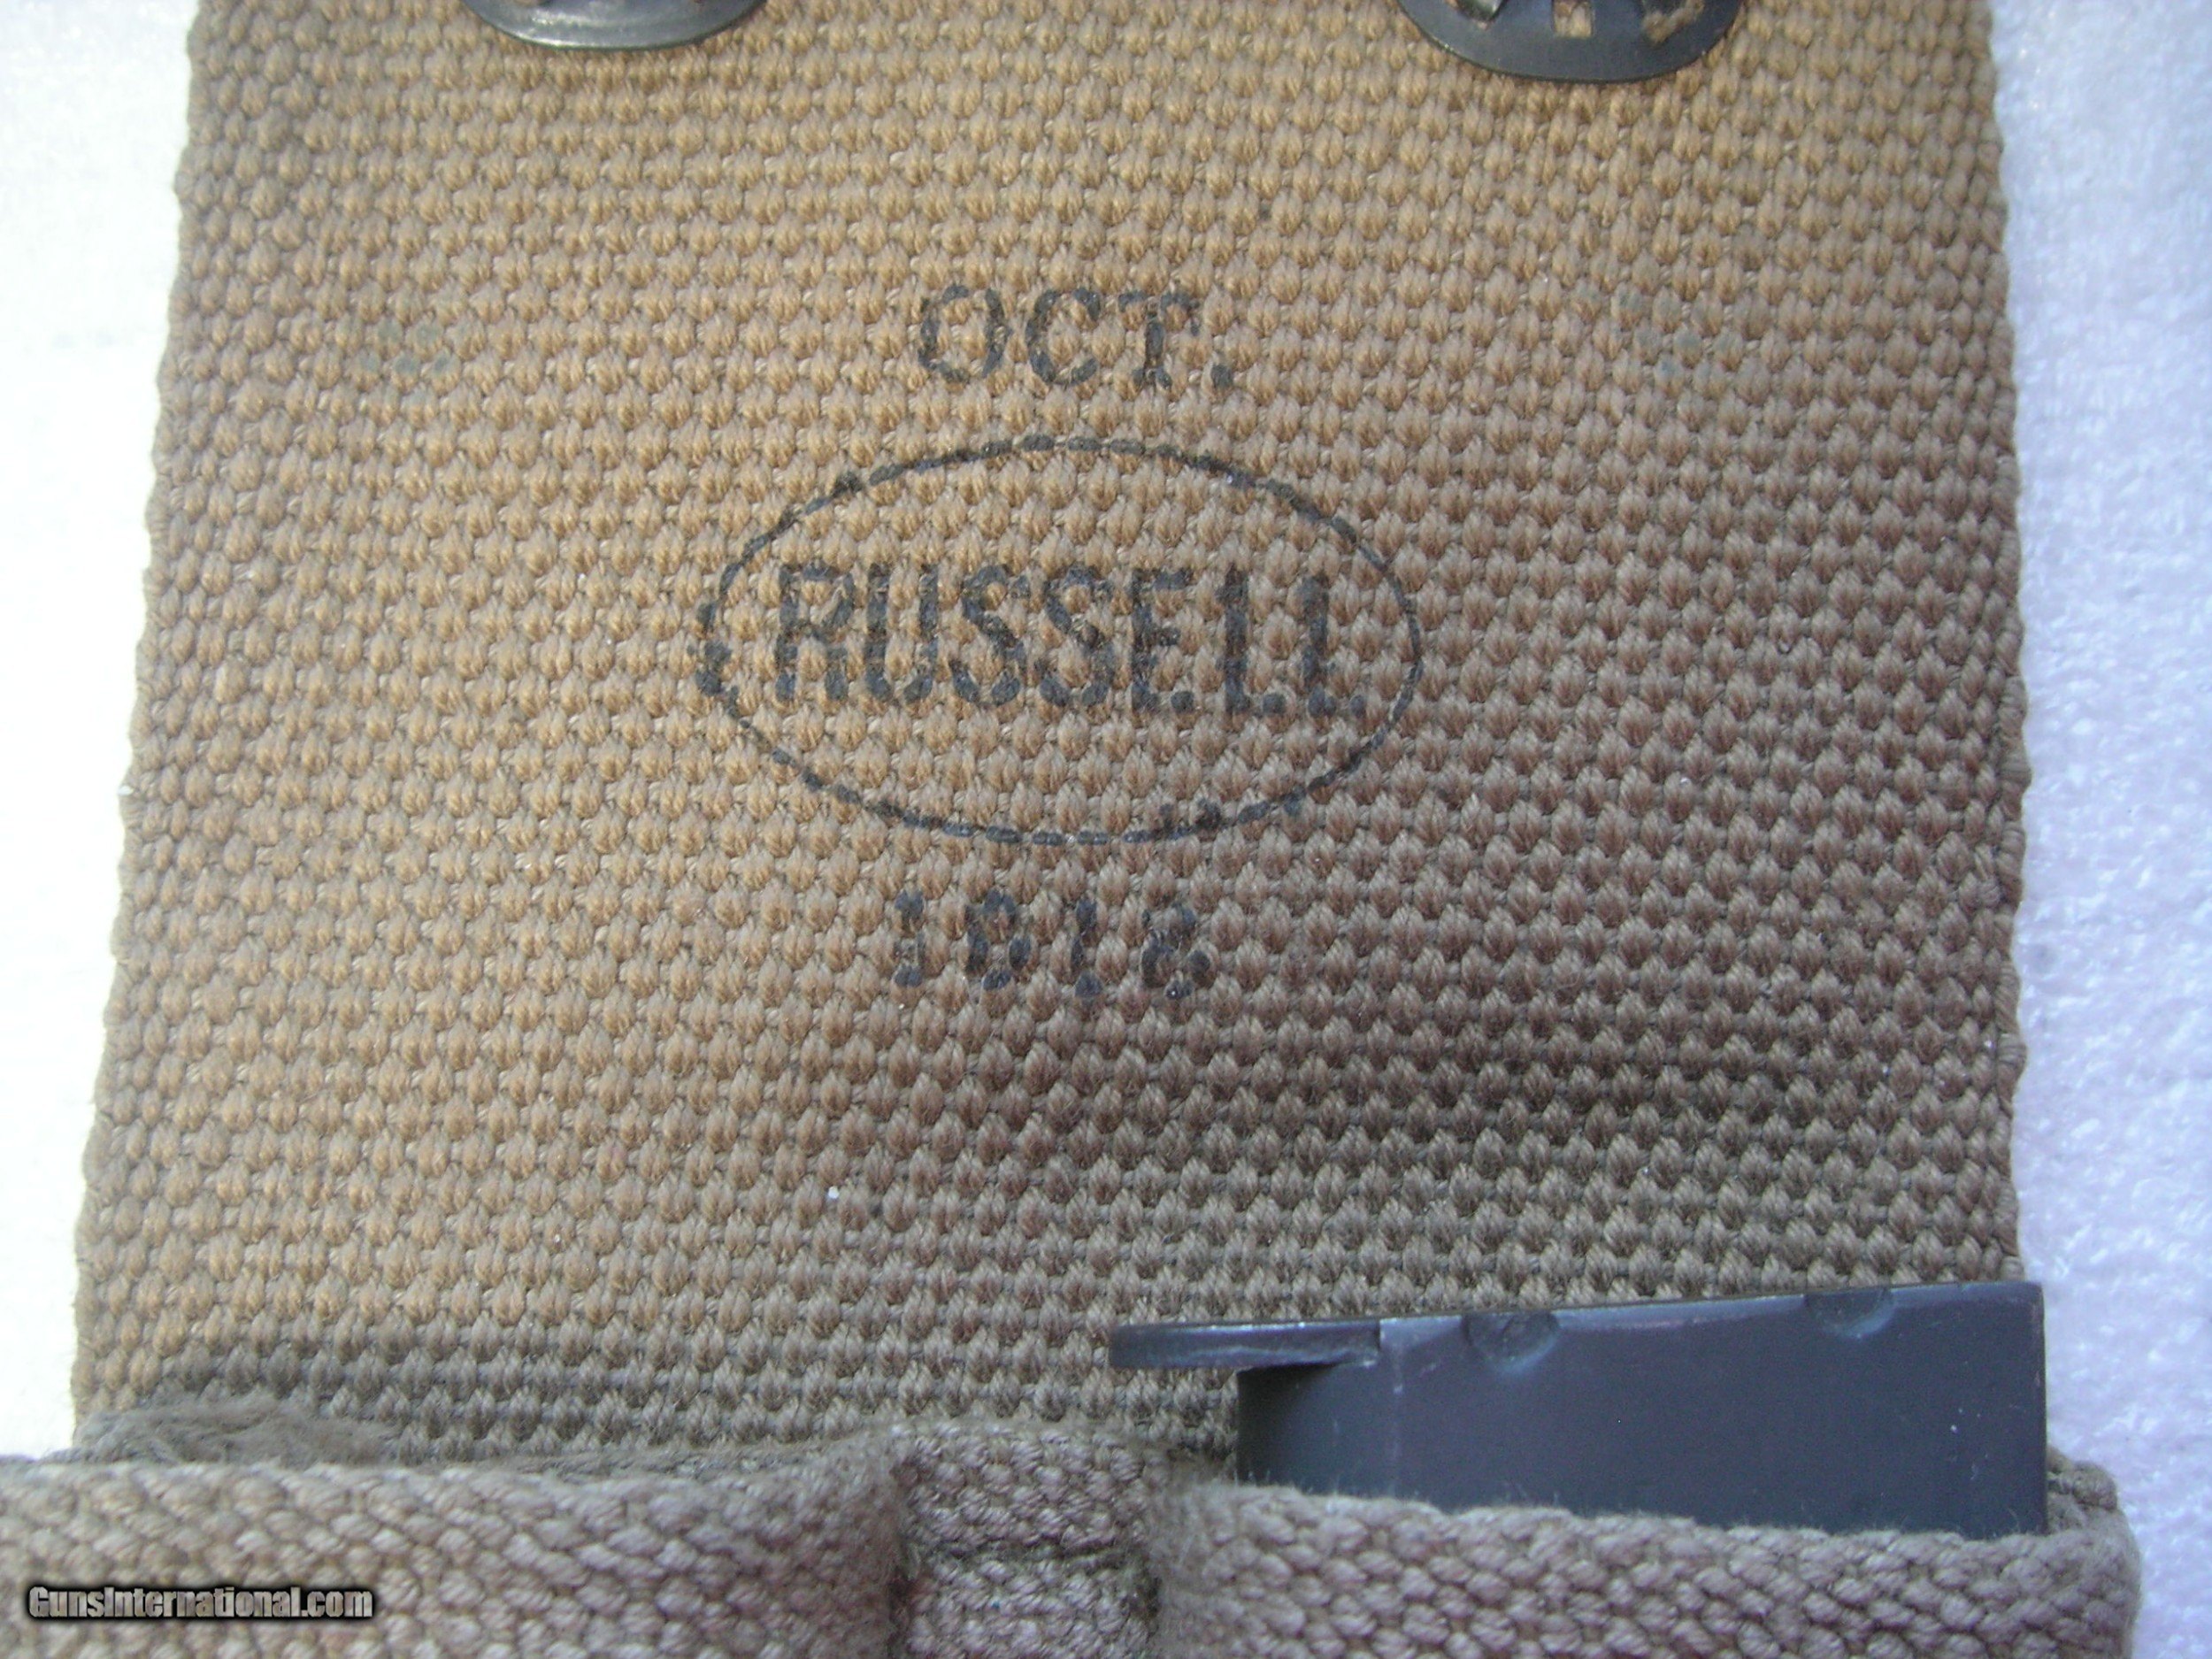 OCT.
RUSSELL
1918
GunsInternational.com